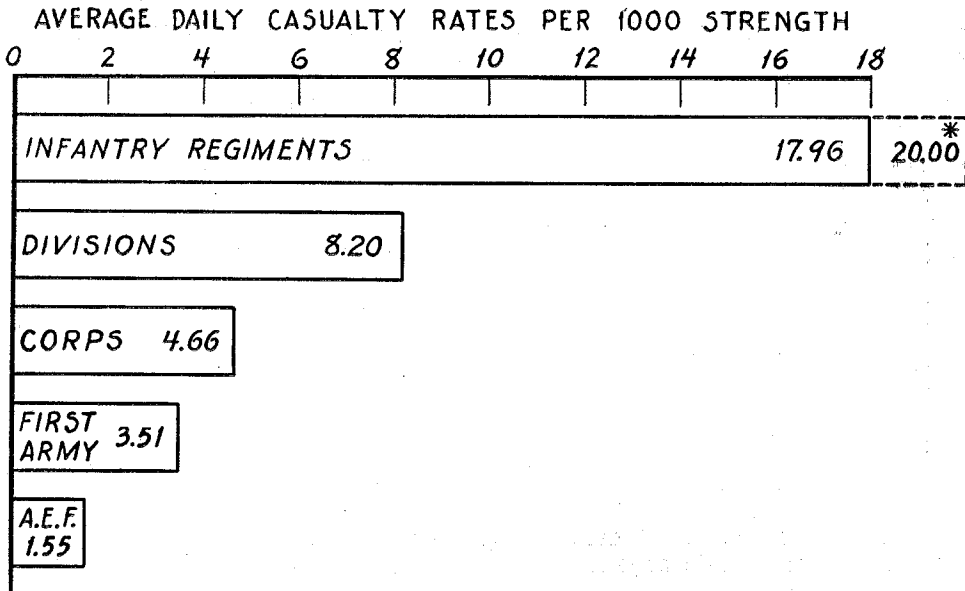 AVERAGE DAILY CASUALTY RATES PER 1000 STRENGTH
0 2 4 6 8 10 12 14 16 18
INFANTRY REGIMENTS 17.96 20.00*
DIVISIONS 8.20
CORPS 4.66
FIRST
ARMY 3.51
A.E.F.
1.55